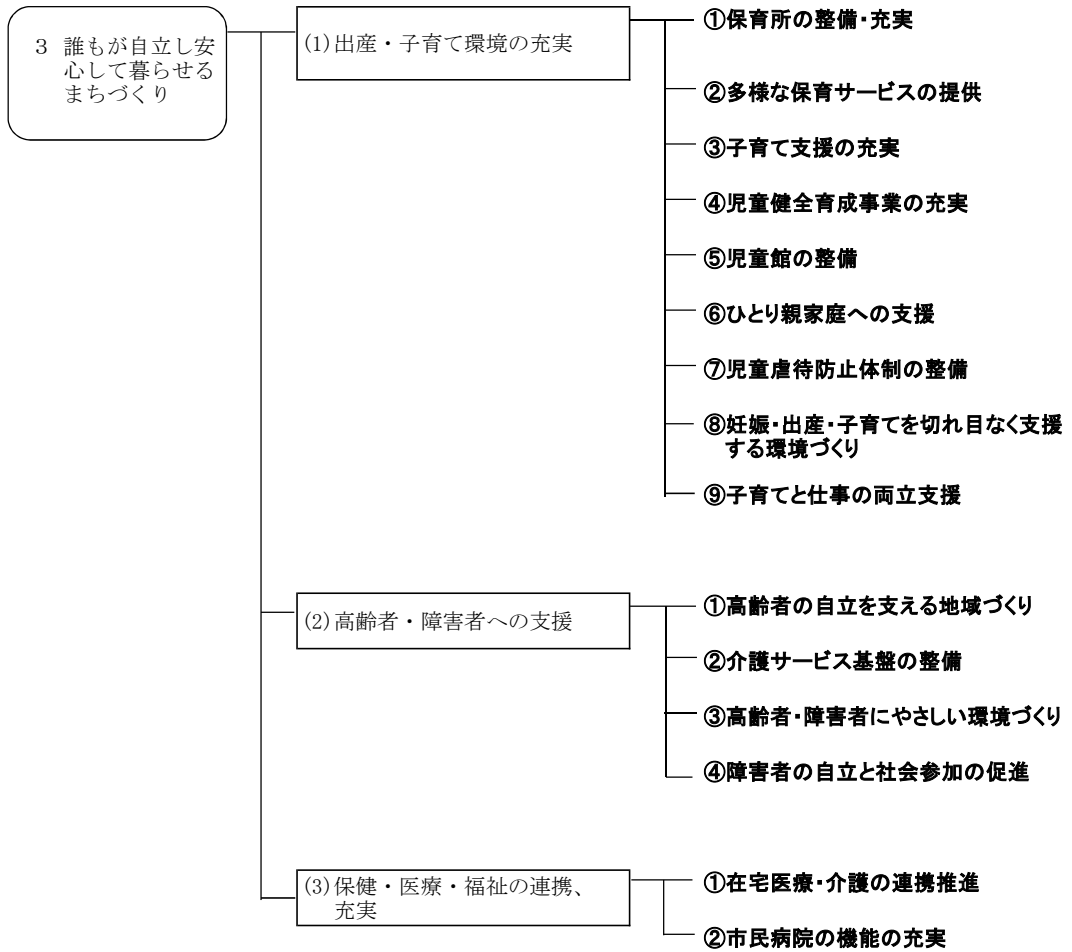 3 誰もが自立し安
心して暮らせる
まちづくり
(1)出産・子育て環境の充実
①保育所の整備・充実
②多様な保育サービスの提供
③子育て支援の充実
④児童健全育成事業の充実
⑤児童館の整備
⑥ひとり親家庭への支援
⑦児童虐待防止体制の整備
⑧妊娠・出産・子育てを切れ目なく支援
する環境づくり
⑨子育てと仕事の両立支援
(2)高齢者・障害者への支援
①高齢者の自立を支える地域づくり
②介護サービス基盤の整備
③高齢者・障害者にやさしい環境づくり
④障害者の自立と社会参加の促進
(3)保健・医療・福祉の連携、
充実
①在宅医療・介護の連携推進
②市民病院の機能の充実